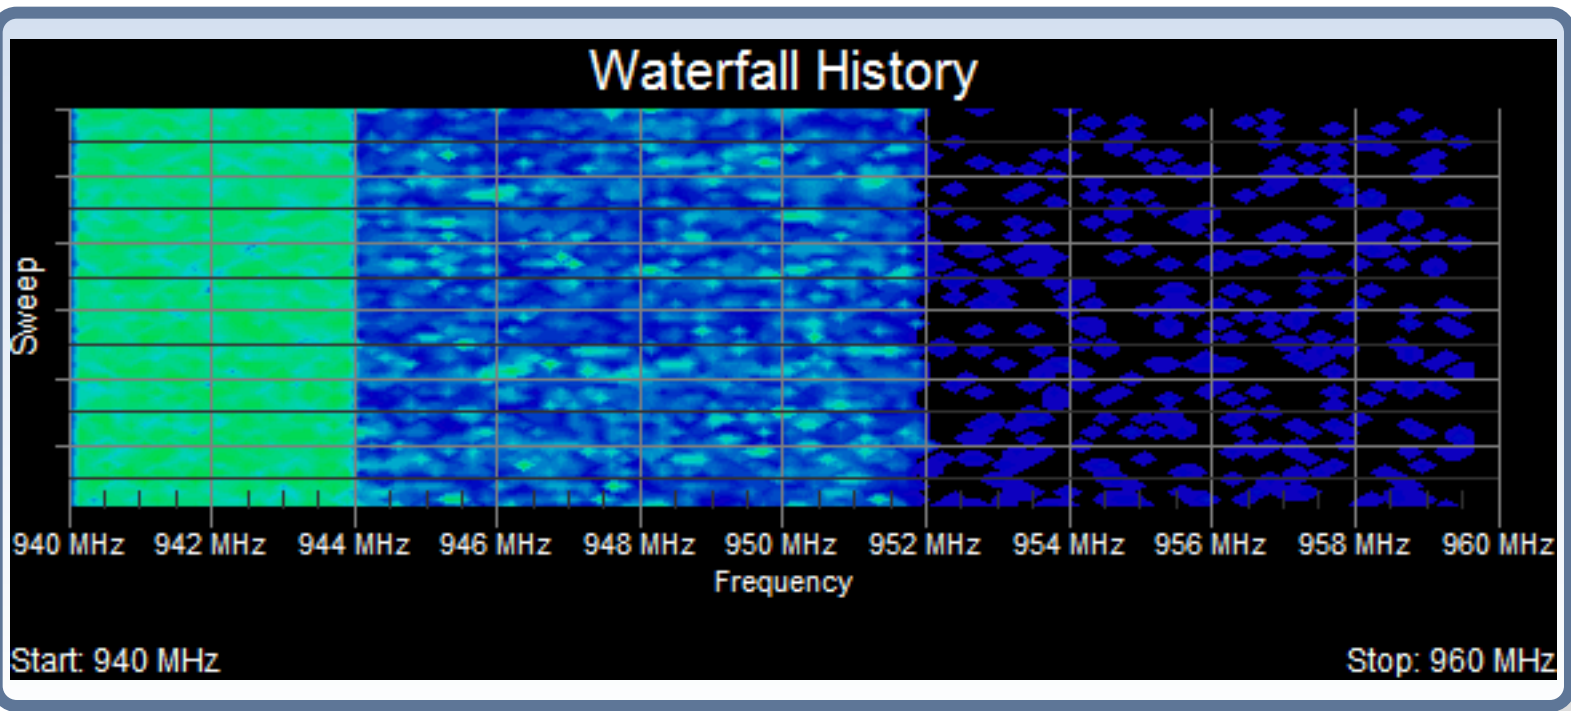 Waterfall History
Sweep
940 MHz 942 MHz 944 MHz 946 MHz 948 MHz 950 MHz 952 MHz 954 MHz 956 MHz 958 MHz 960 MHz
Frequency
Start: 940 MHz Stop: 960 MHz